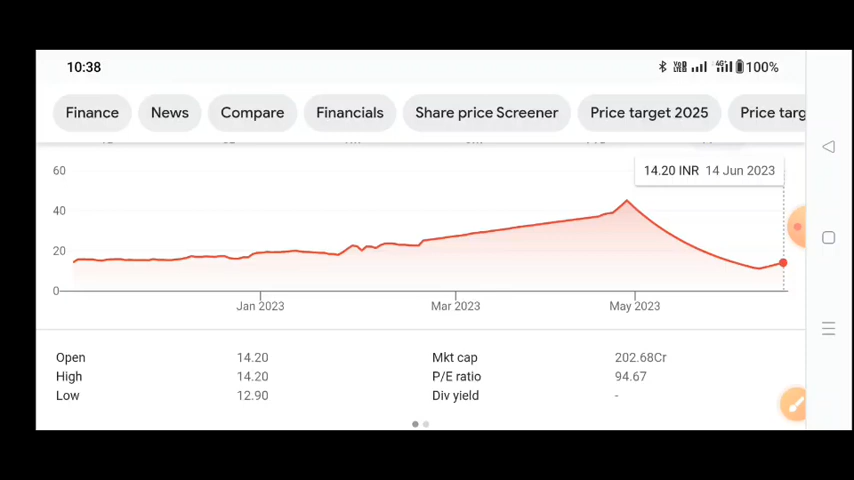 10:38 100%
Finance News Compare Financials Share price Screener Price target 2025 Price targ
14.20 INR 14 Jun 2023
60
40
20
0
Jan 2023 Mar 2023 May 2023
Open 14.20 Mkt cap 202.68Cr
High 14.20 P/E ratio 94.67
Low 12.90 Div yield -